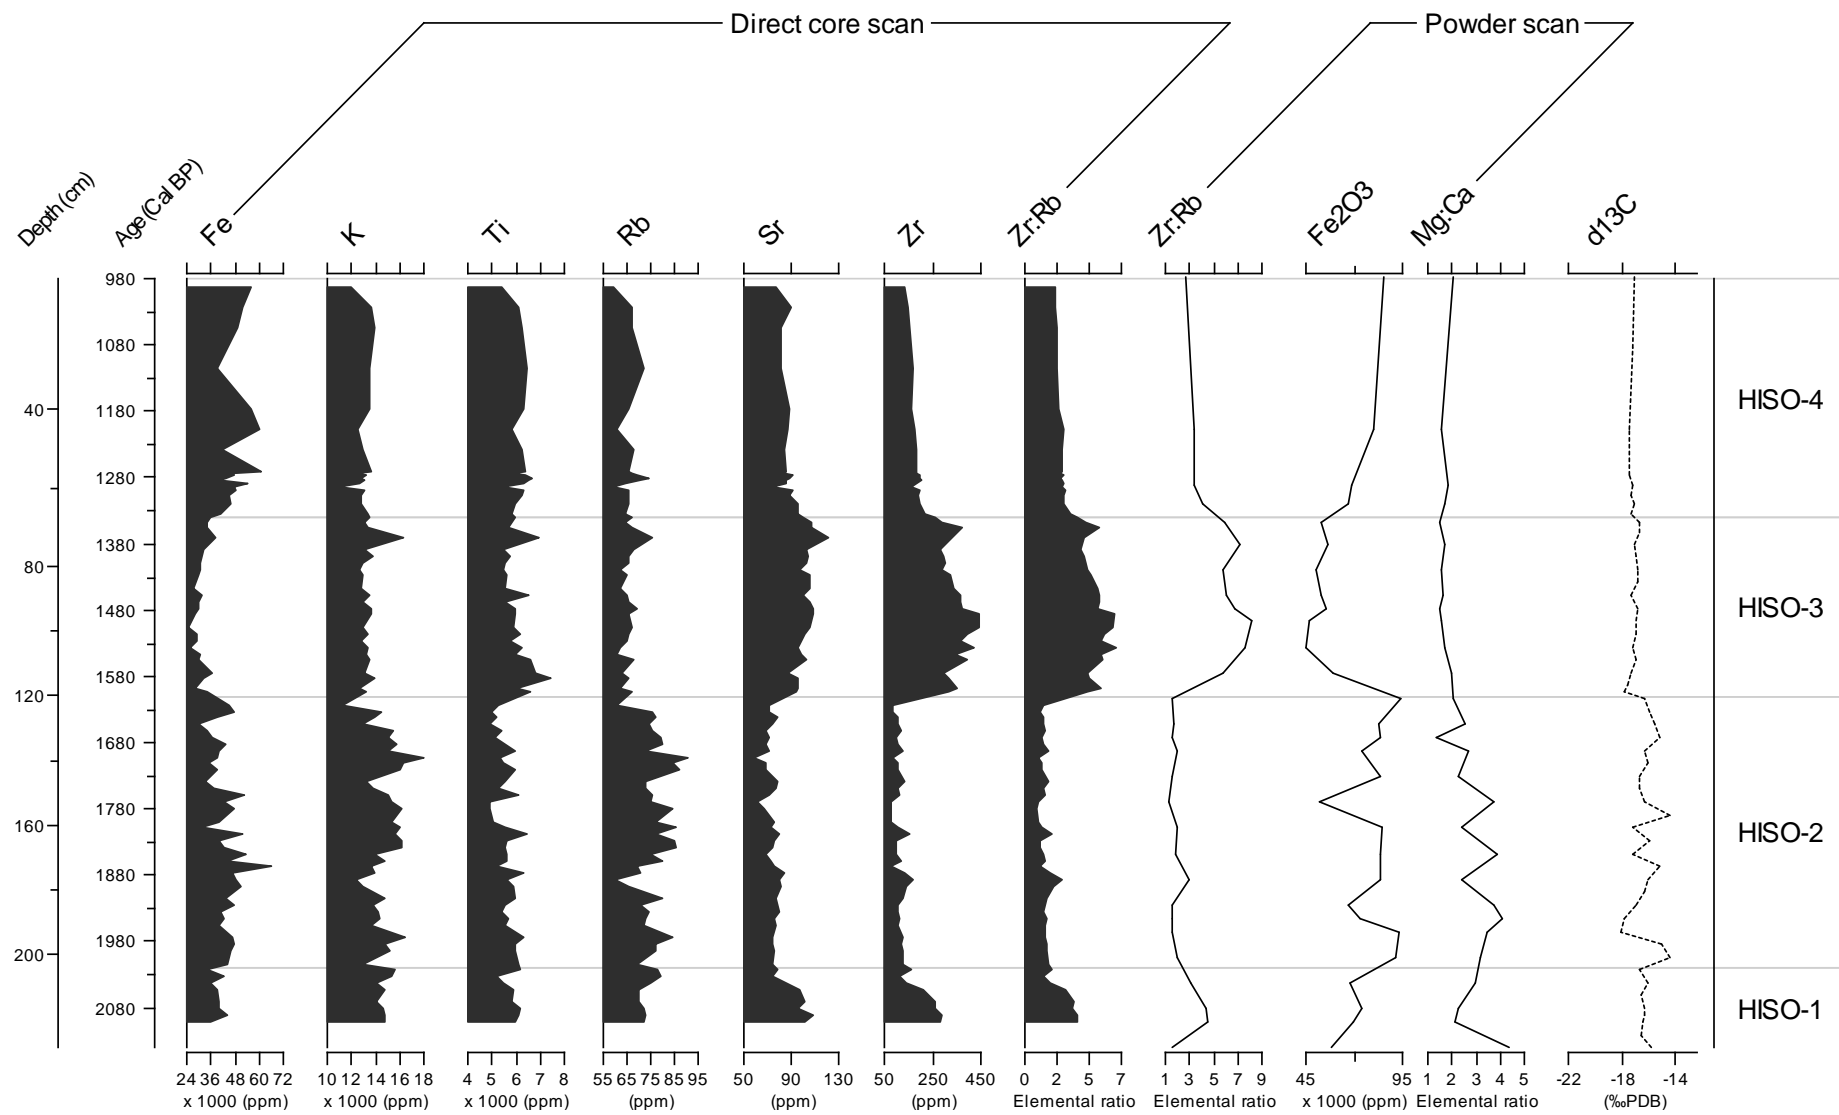 Direct core scan
Powder scan
Depth (cm)
Age (Cal BP)
Fe
K
Ti
Rb
Sr
Zr
Zr:Rb
Zr:Rb
Fe2O3
Mg:Ca
d13C
980
1080
40
1180
HISO-4
1280
1380
80
1480
HISO-3
1580
120
1680
1780
160
HISO-2
1880
1980
200
2080
HISO-1
24 36 48 60 72 10 12 14 16 18 4 5 6 7 8 55 65 75 85 95 50 90 130 50 250 450 0 2 5 7 1 3 5 7 9 45 95 1 2 3 4 5 -22 -18 -14
x 1000 (ppm) x 1000 (ppm) x 1000 (ppm) (ppm) (ppm) (ppm) Elemental ratio Elemental ratio x 1000 (ppm) Elemental ratio (‰PDB)